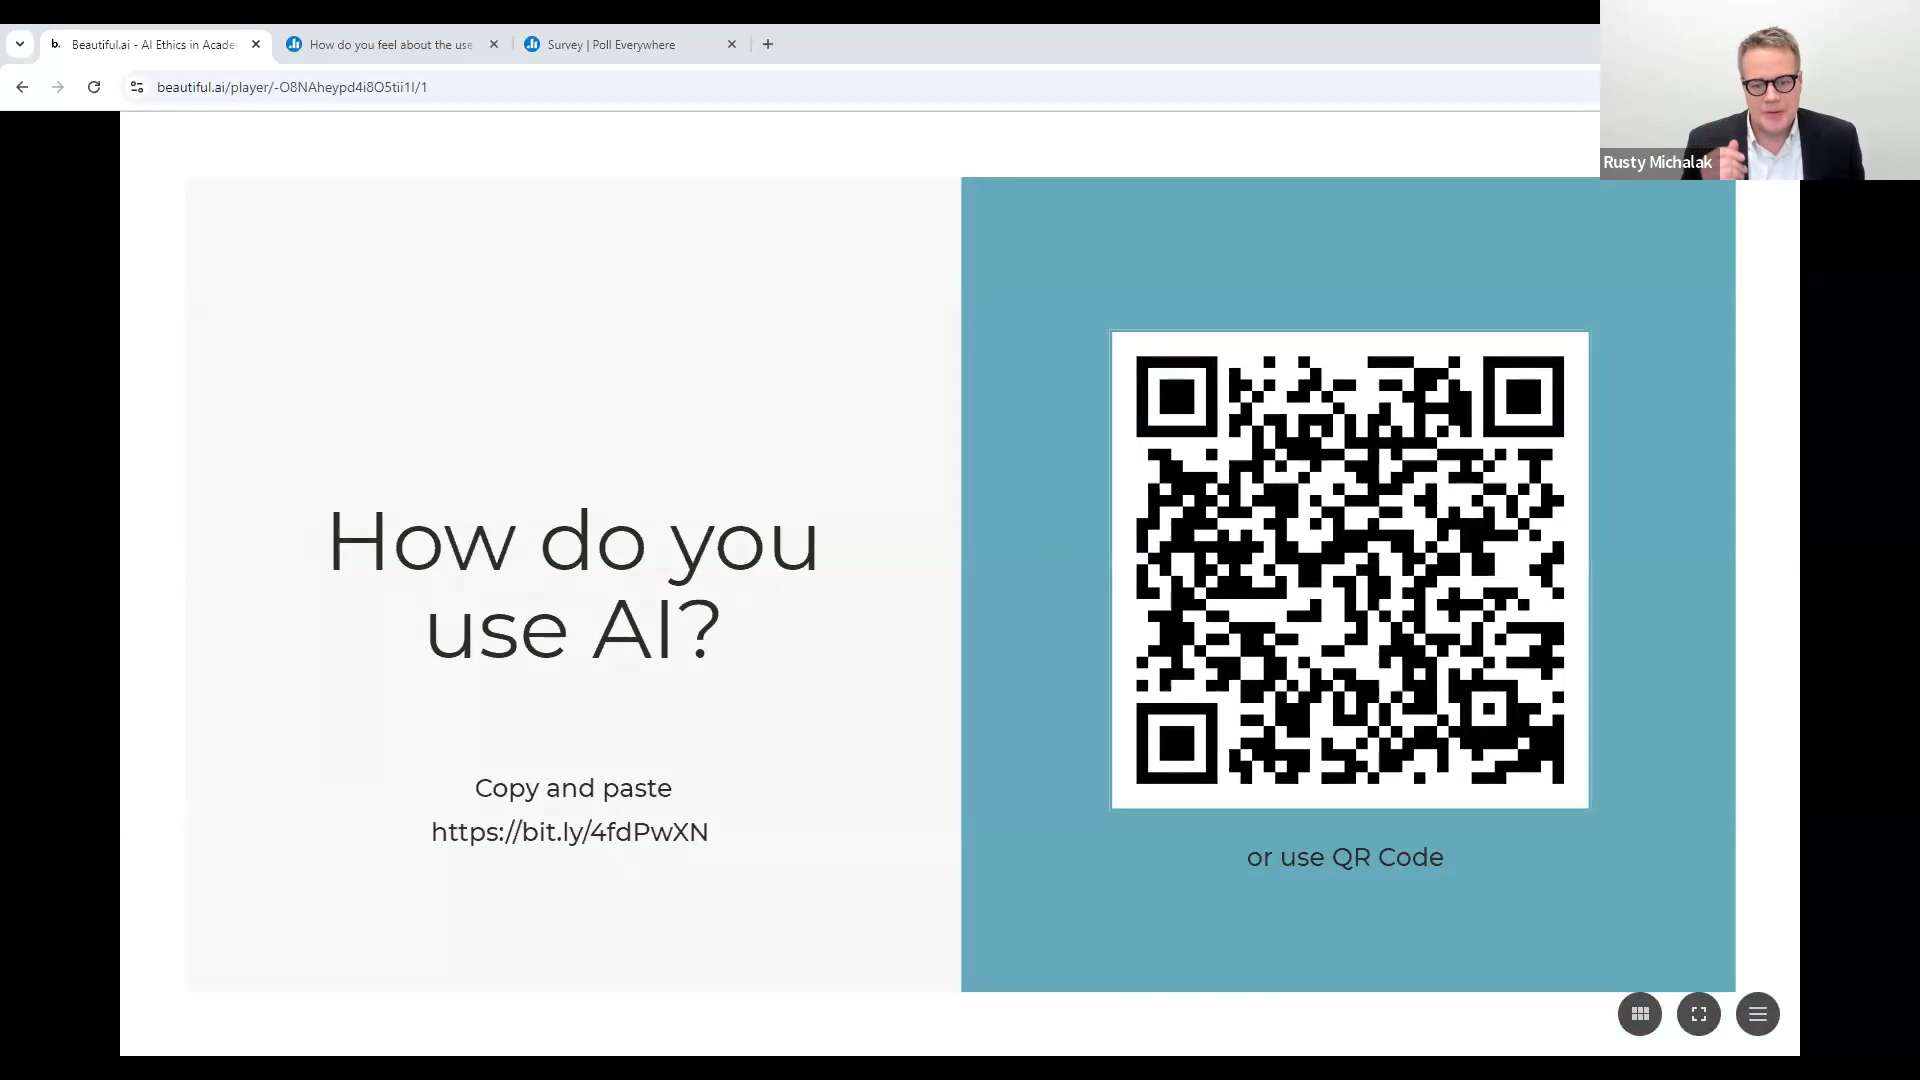 b. Beautiful.ai - AI Ethics in Acade
How do you feel about the use
Survey | Poll Everywhere
beautiful.ai/player/-O8NAheypd4i8O5tii1I/1
Rusty Michalak
How do you
use AI?
Copy and paste
https://bit.ly/4fdPwXN
or use QR Code